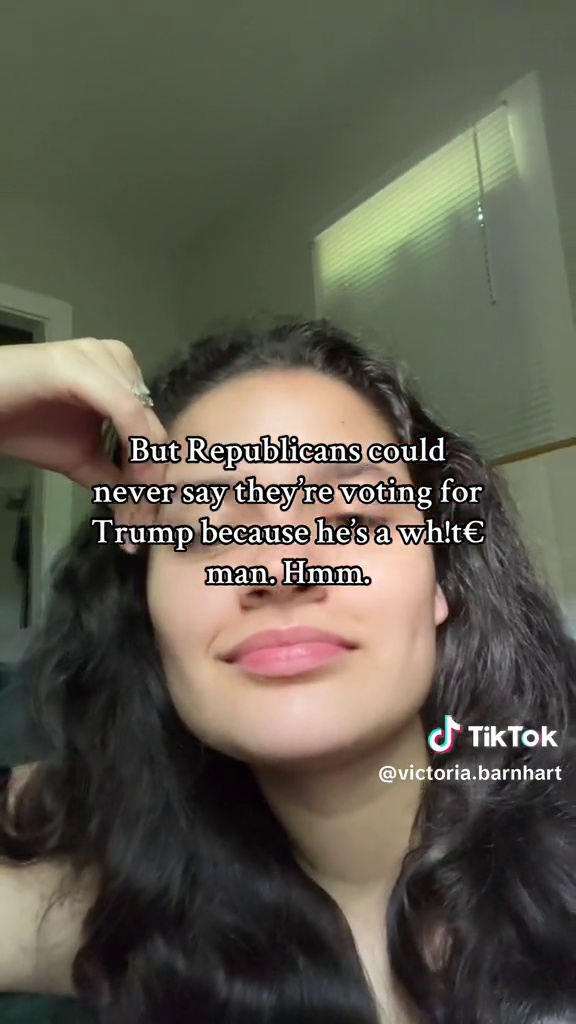 But Republicans could
never say they’re voting for
Trump because he’s a wh!t€
man. Hmm.
TikTok
@victoria.barnhart